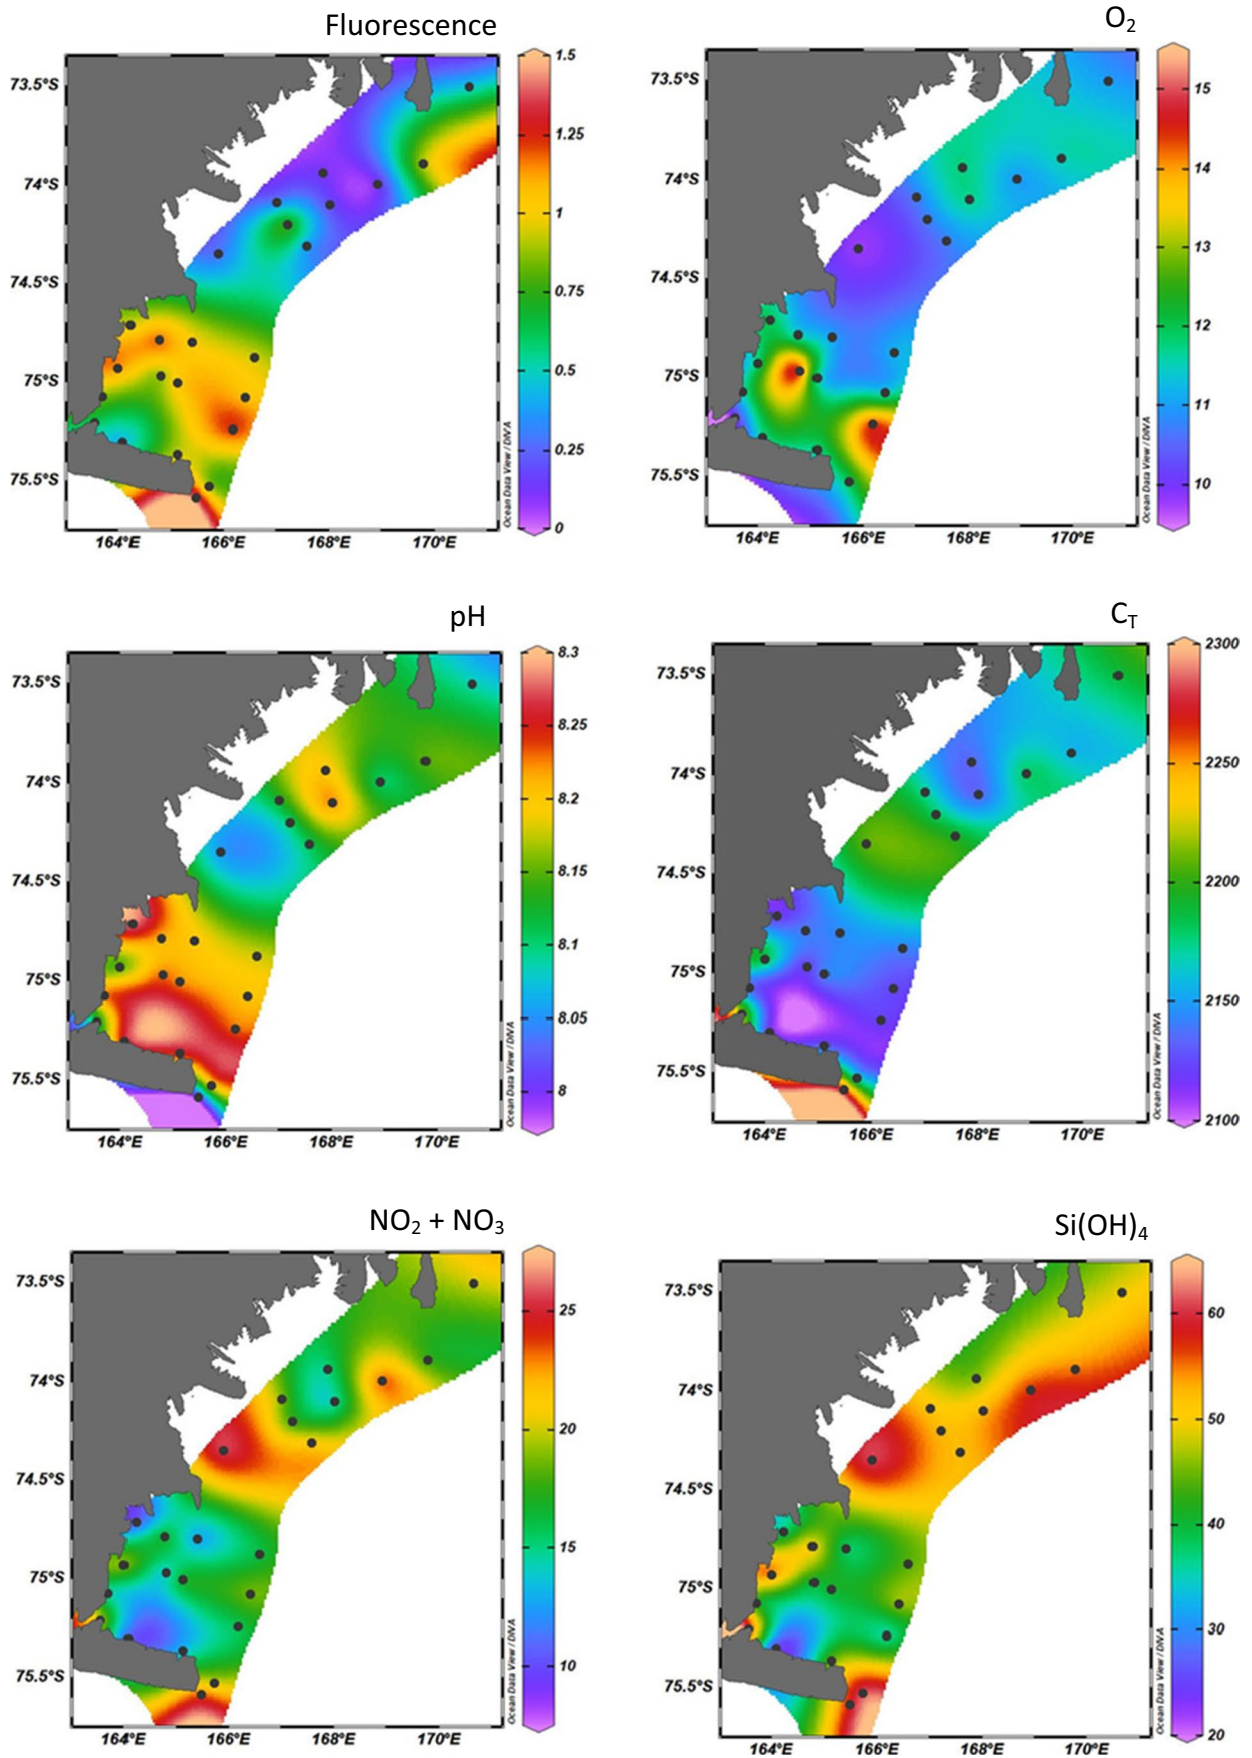 Fluorescence
73.5°S
74°S
74.5°S
75°S
75.5°S
164°E 166°E 168°E 170°E
1.5
1.25
1
0.75
0.5
0.25
0
Ocean Data View / DIVA
O₂
73.5°S
74°S
74.5°S
75°S
75.5°S
164°E 166°E 168°E 170°E
15
14
13
12
11
10
Ocean Data View / DIVA
pH
73.5°S
74°S
74.5°S
75°S
75.5°S
164°E 166°E 168°E 170°E
8.3
8.25
8.2
8.15
8.1
8.05
8
Ocean Data View / DIVA
C_T
73.5°S
74°S
74.5°S
75°S
75.5°S
164°E 166°E 168°E 170°E
2300
2250
2200
2150
2100
Ocean Data View / DIVA
NO₂ + NO₃
73.5°S
74°S
74.5°S
75°S
75.5°S
164°E 166°E 168°E 170°E
25
20
15
10
Ocean Data View / DIVA
Si(OH)₄
73.5°S
74°S
74.5°S
75°S
75.5°S
164°E 166°E 168°E 170°E
60
50
40
30
20
Ocean Data View / DIVA